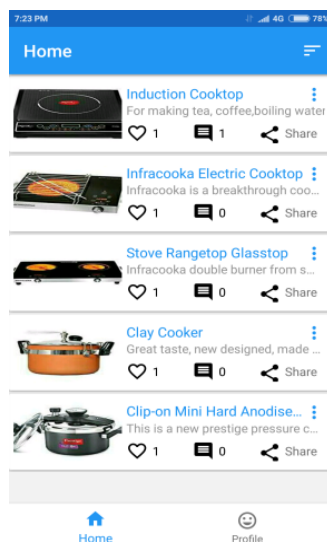 7:23 PM 4G 78%
Home
Induction Cooktop
For making tea, coffee,boiling water
1 1 Share
Infracooka Electric Cooktop
Infracooka is a breakthrough coo...
1 0 Share
Stove Rangetop Glasstop
Infracooka double burner from s...
1 0 Share
Clay Cooker
Great taste, new designed, made ...
1 0 Share
Clip-on Mini Hard Anodise...
This is a new prestige pressure c...
1 0 Share
Home Profile